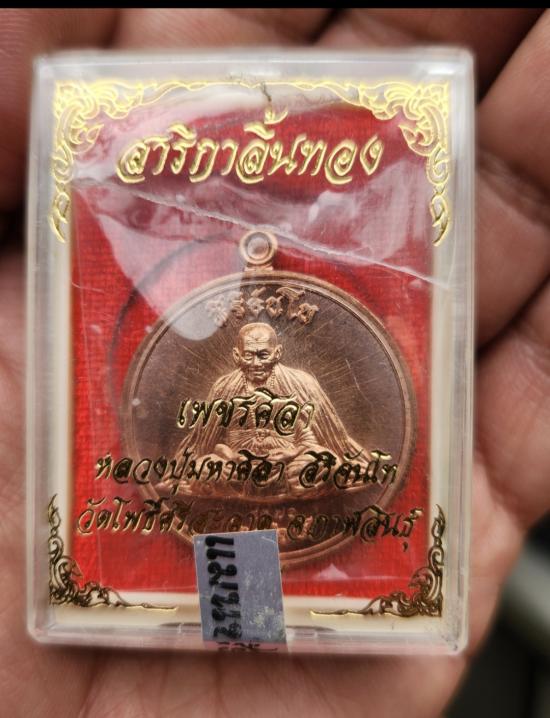 สาริกาลิ้นทอง
เพชรศิลา
หลวงปู่มหาศิลา สิริจันโท
วัดโพธิ์ศรีสะอาด จ.กาฬสินธุ์